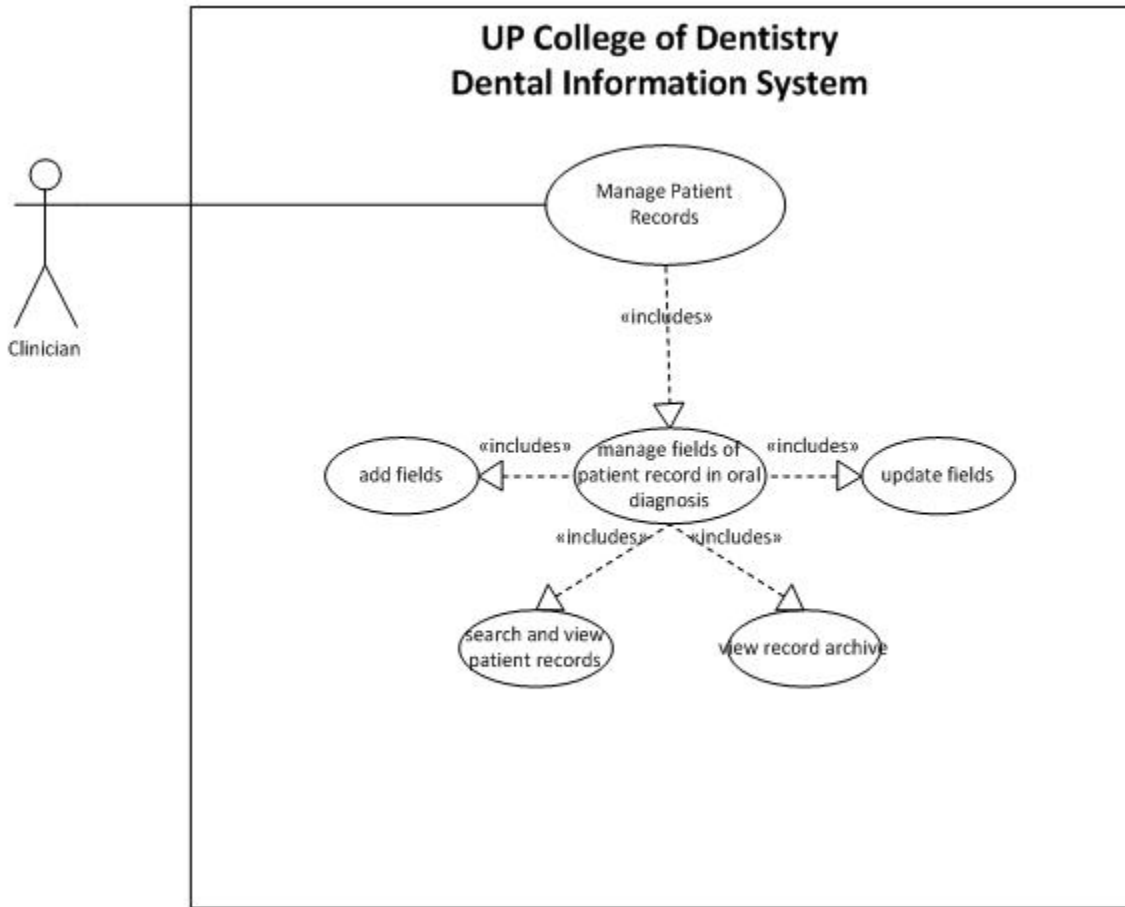 UP College of Dentistry
Dental Information System
Manage Patient
Records
«includes»
Clinician
«includes»
manage fields of
patient record in oral
diagnosis
«includes»
add fields
update fields
«includes»
«includes»
search and view
patient records
view record archive